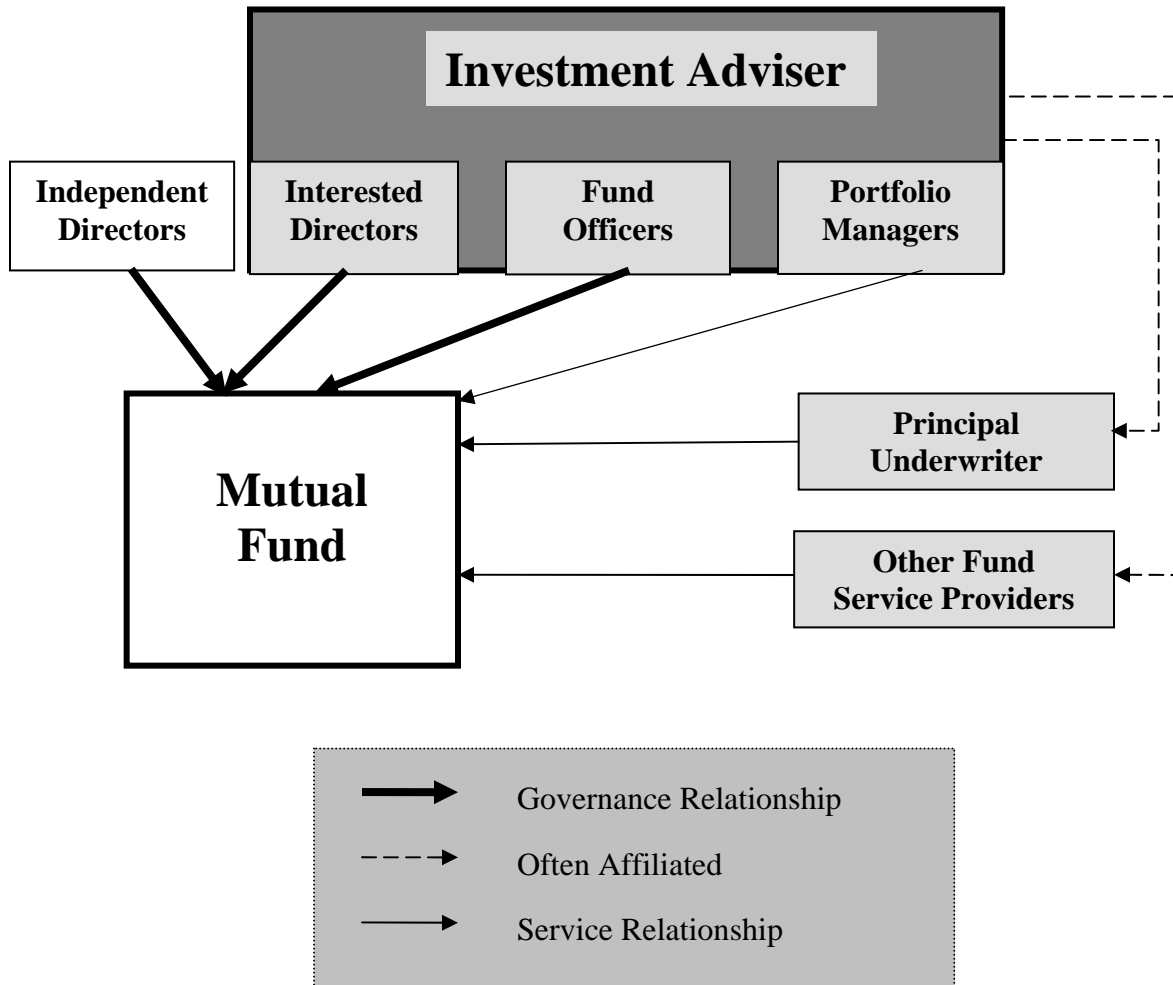 Investment Adviser
Independent
Directors
Interested
Directors
Fund
Officers
Portfolio
Managers
Principal
Underwriter
Mutual
Fund
Other Fund
Service Providers
Governance Relationship
Often Affiliated
Service Relationship